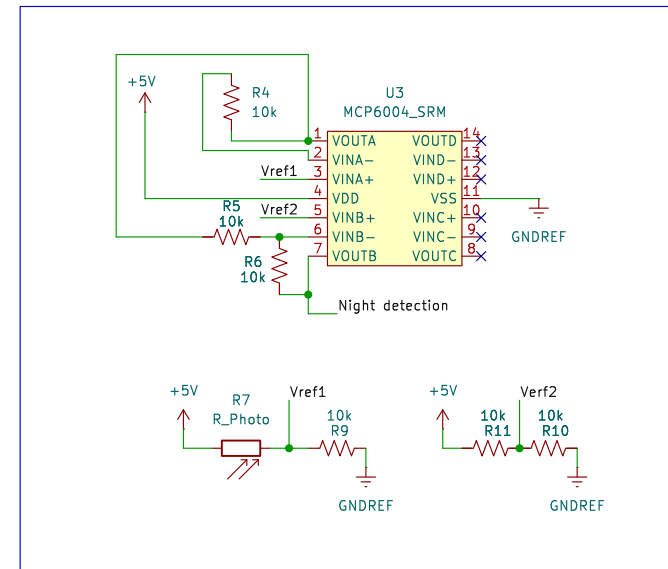 +5V
R4
10k
U3
MCP6004_SRM
1 VOUTA VOUTD 14
2 VINA- VIND- 13
Vref1 3 VINA+ VIND+ 12
4 VDD VSS 11
Vref2 5 VINB+ VINC+ 10
R5
10k
6 VINB- VINC- 9
7 VOUTB VOUTC 8
GNDREF
R6
10k
Night detection
+5V
R7
R_Photo
Vref1
10k
R9
GNDREF
+5V
Verf2
10k
R11
10k
R10
GNDREF